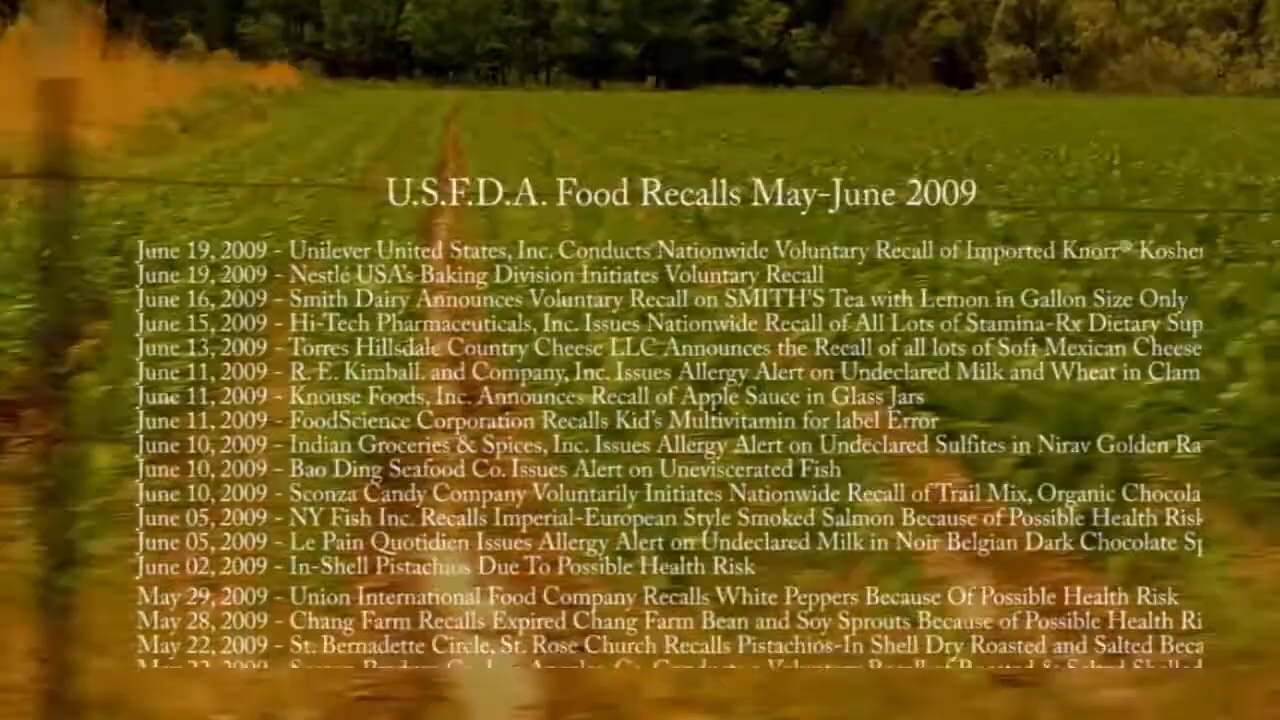 U.S.F.D.A. Food Recalls May-June 2009
June 19, 2009 - Unilever United States, Inc. Conducts Nationwide Voluntary Recall of Imported Knorr® Kosher
June 19, 2009 - Nestlé USA's Baking Division Initiates Voluntary Recall
June 16, 2009 - Smith Dairy Announces Voluntary Recall on SMITH'S Tea with Lemon in Gallon Size Only
June 15, 2009 - Hi-Tech Pharmaceuticals, Inc. Issues Nationwide Recall of All Lots of Stamina-Rx Dietary Sup
June 13, 2009 - Torres Hillsdale Country Cheese LLC Announces the Recall of all lots of Soft Mexican Cheese
June 11, 2009 - R. E. Kimball. and Company, Inc. Issues Allergy Alert on Undeclared Milk and Wheat in Clam
June 11, 2009 - Knouse Foods, Inc. Announces Recall of Apple Sauce in Glass Jars
June 11, 2009 - FoodScience Corporation Recalls Kid's Multivitamin for label Error
June 10, 2009 - Indian Groceries & Spices, Inc. Issues Allergy Alert on Undeclared Sulfites in Nirav Golden Ra
June 10, 2009 - Bao Ding Seafood Co. Issues Alert on Uneviscerated Fish
June 10, 2009 - Sconza Candy Company Voluntarily Initiates Nationwide Recall of Trail Mix, Organic Chocola
June 05, 2009 - NY Fish Inc. Recalls Imperial-European Style Smoked Salmon Because of Possible Health Risk
June 05, 2009 - Le Pain Quotidien Issues Allergy Alert on Undeclared Milk in Noir Belgian Dark Chocolate Sp
June 02, 2009 - In-Shell Pistachios Due To Possible Health Risk
May 29, 2009 - Union International Food Company Recalls White Peppers Because Of Possible Health Risk
May 28, 2009 - Chang Farm Recalls Expired Chang Farm Bean and Soy Sprouts Because of Possible Health Ri
May 22, 2009 - St. Bernadette Circle, St. Rose Church Recalls Pistachios-In Shell Dry Roasted and Salted Beca